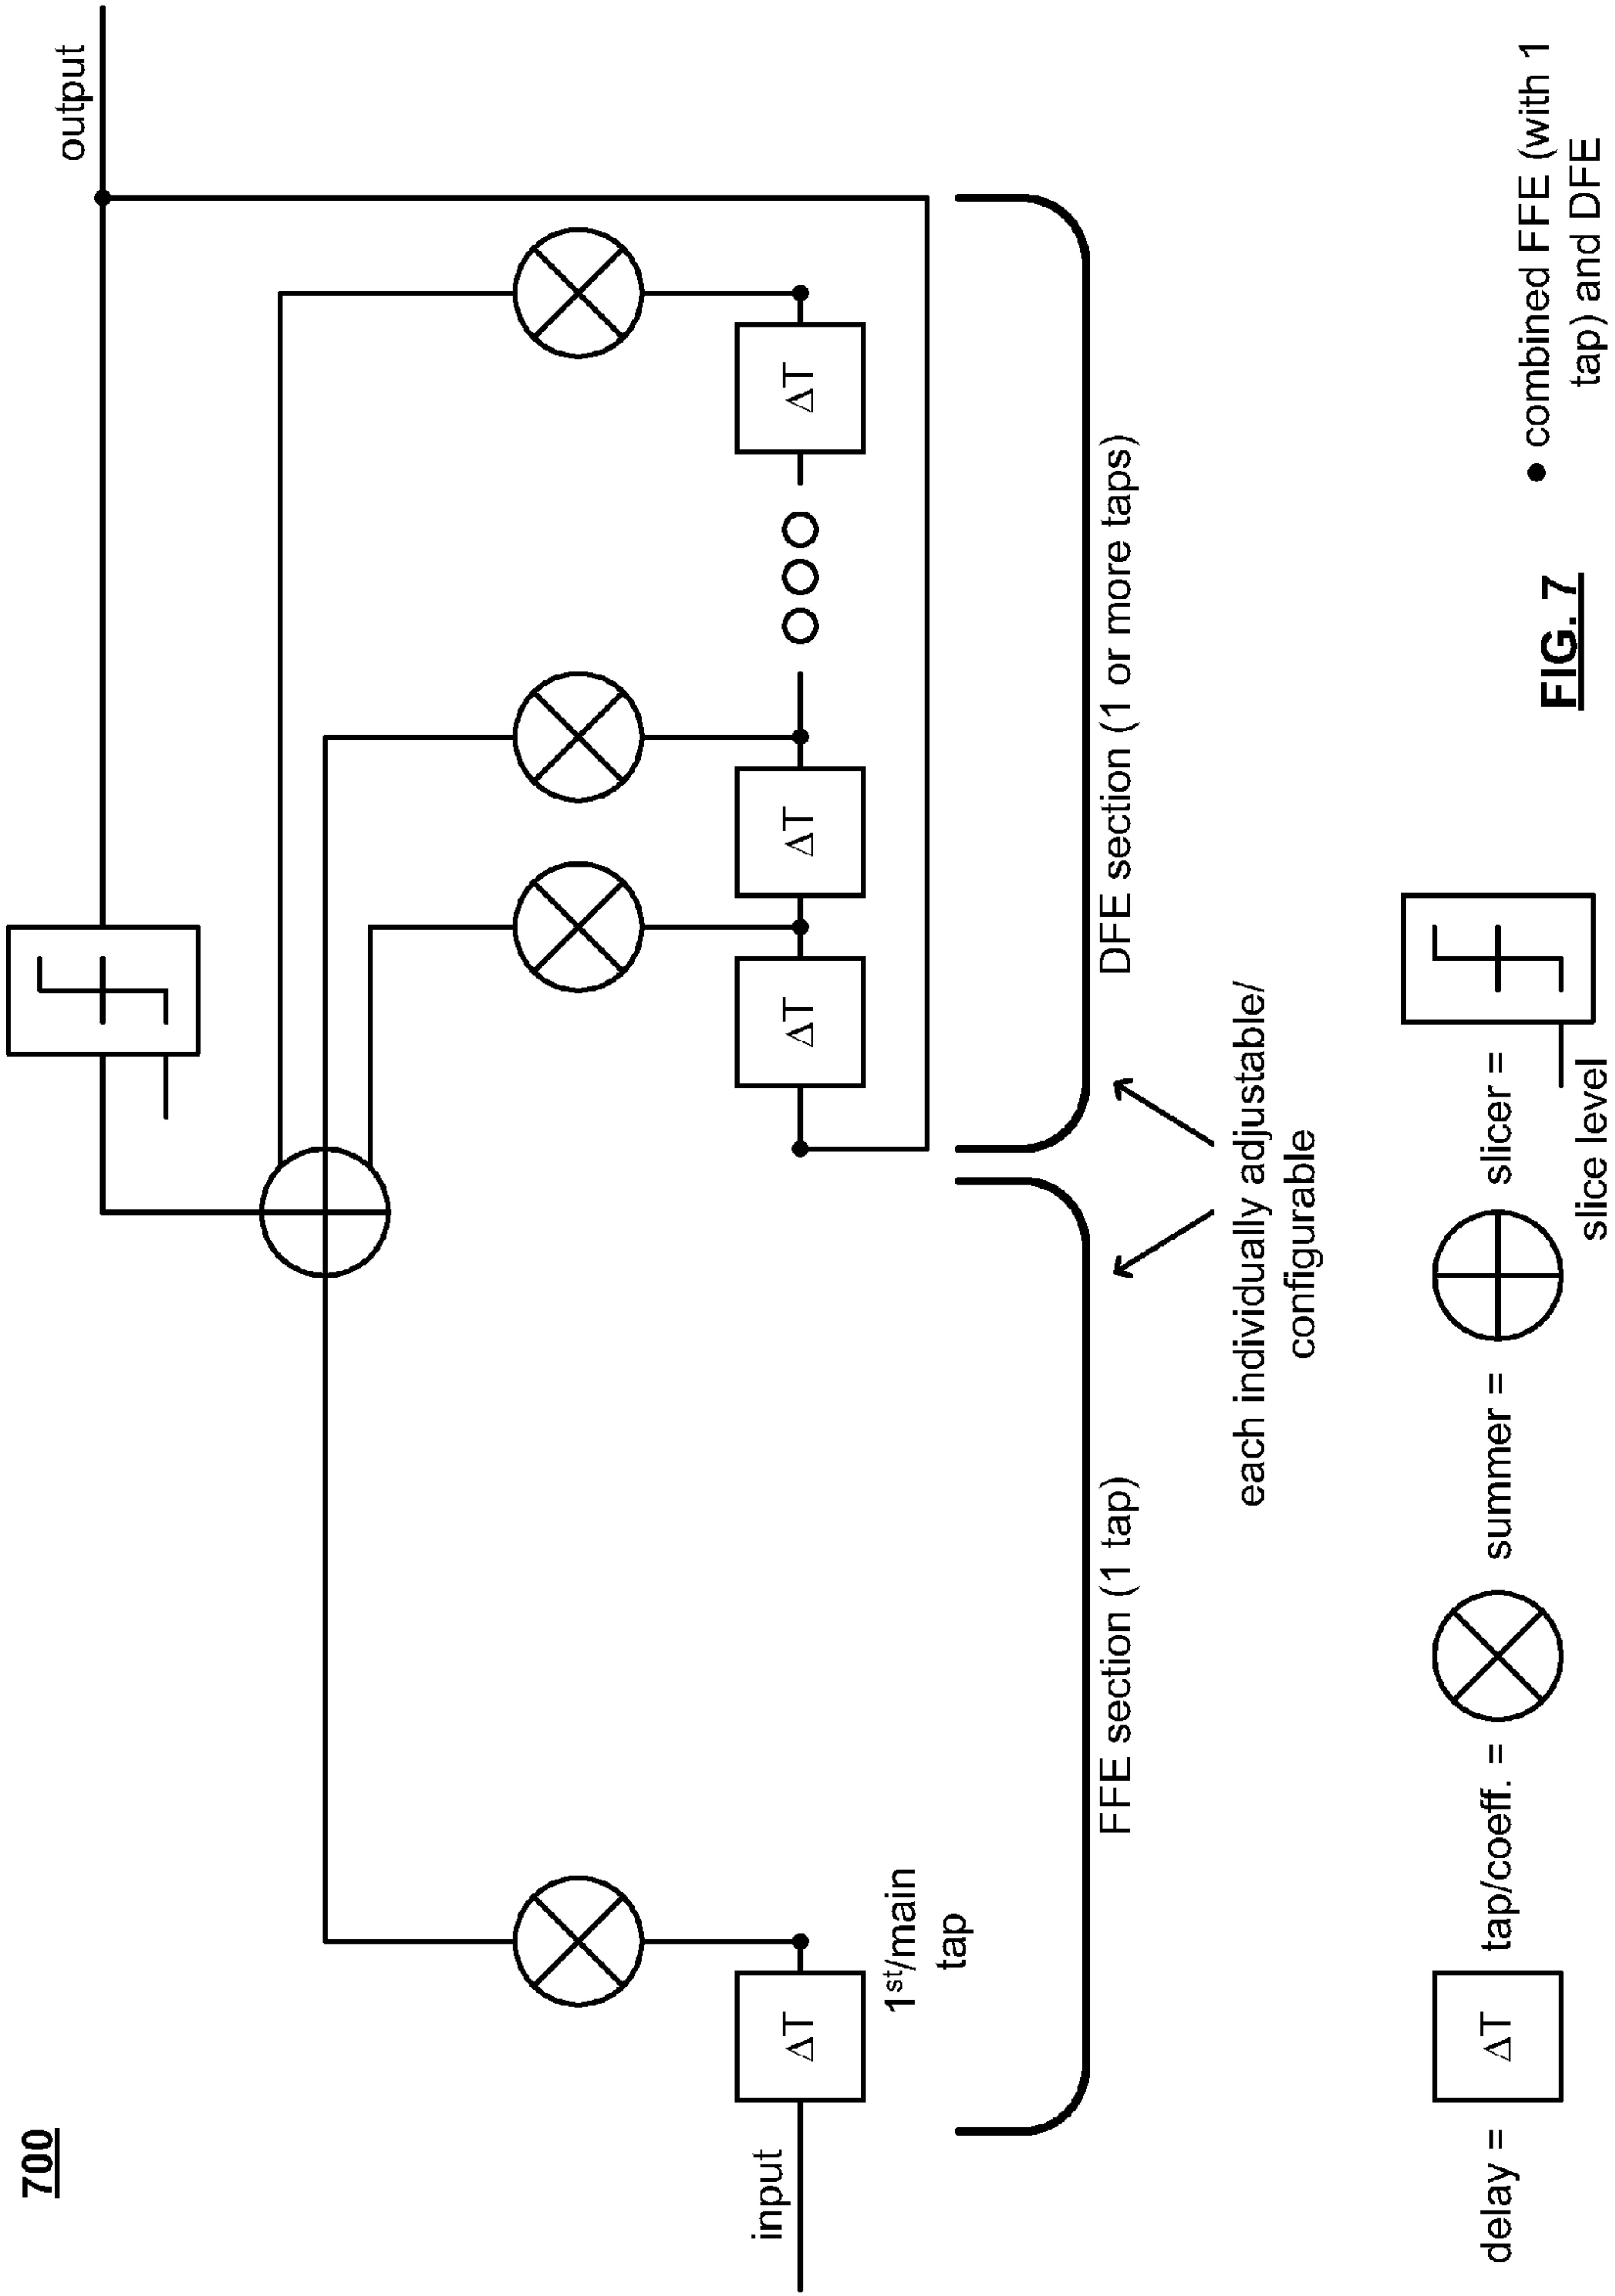 700
output
input
ΔT
1st/main
tap
ΔT
ΔT
ΔT
FFE section (1 tap)
DFE section (1 or more taps)
each individually adjustable/
configurable
delay =
ΔT
tap/coeff. =
summer =
slicer =
slice level
FIG. 7
• combined FFE (with 1
tap) and DFE